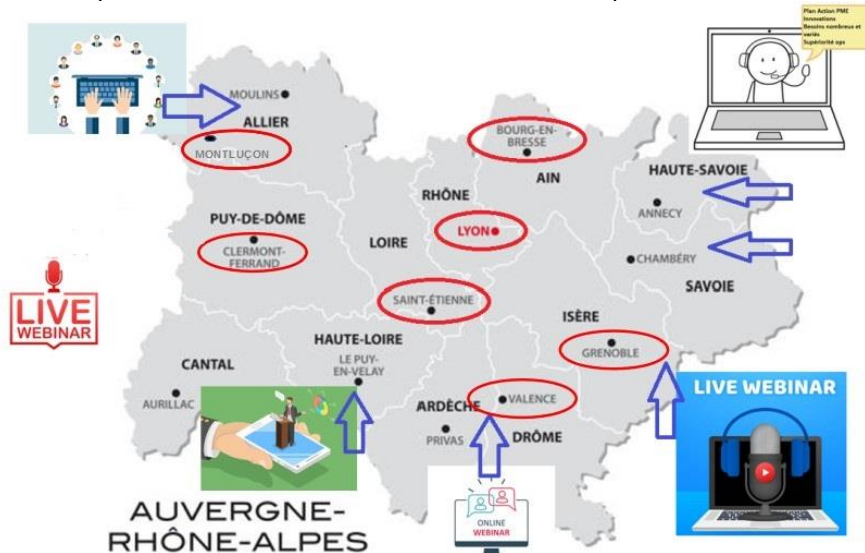 Plan Action PME
Innovations
Besoins nombreux et
variés
Supériorité ops
MOULINS
ALLIER
MONTLUÇON
BOURG-EN-
BRESSE
AIN
HAUTE-SAVOIE
ANNECY
RHÔNE
PUY-DE-DÔME
CLERMONT-
FERRAND
LOIRE
LYON
CHAMBÉRY
SAVOIE
LIVE
WEBINAR
SAINT-ÉTIENNE
ISÈRE
GRENOBLE
HAUTE-LOIRE
LE PUY-
EN-VELAY
CANTAL
AURILLAC
ARDÈCHE
VALENCE
PRIVAS
DRÔME
LIVE WEBINAR
ONLINE
WEBINAR
AUVERGNE-
RHÔNE-ALPES